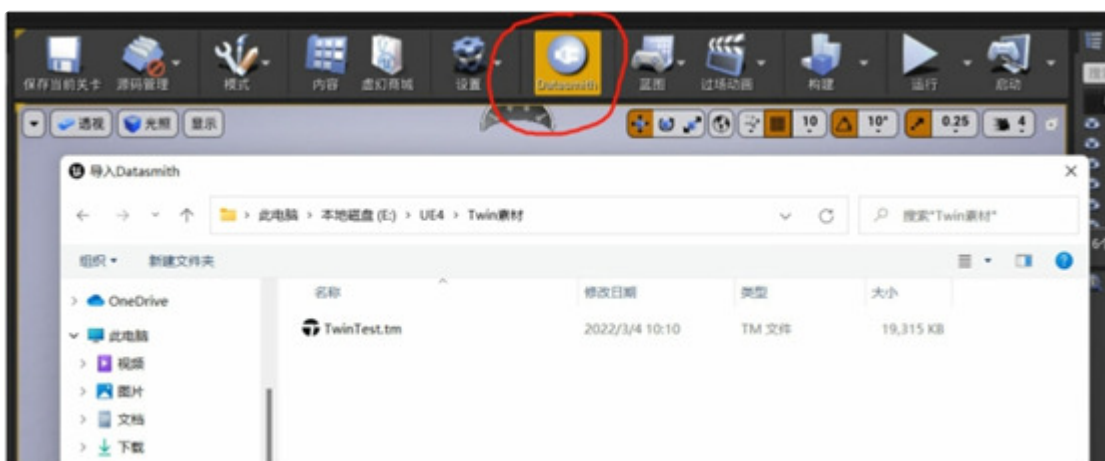 保存当前关卡 源码管理 模式 内容 虚幻商城 设置 Datasmith 蓝图 过场动画 构建 运行 启动
透视 光照 显示 10 10° 0.25 4
导入Datasmith
此电脑 › 本地磁盘 (E:) › UE4 › Twin素材 搜索"Twin素材"
组织 新建文件夹
名称 修改日期 类型 大小
OneDrive
TwinTest.tm 2022/3/4 10:10 TM 文件 19,315 KB
此电脑
视频
图片
文档
下载